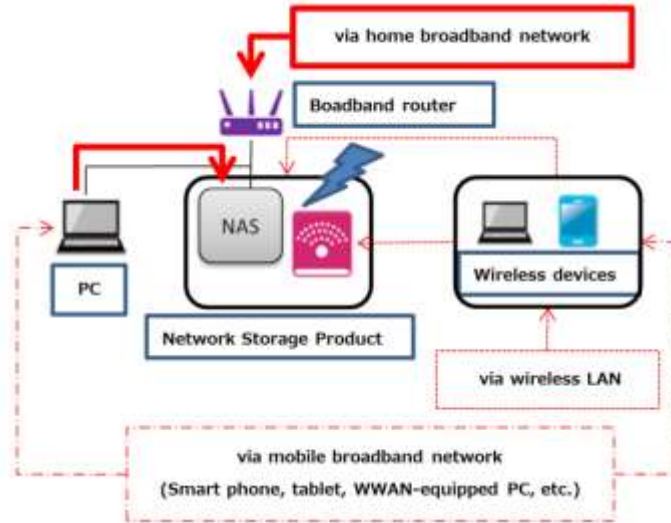 via home broadband network
Boadband router
NAS
PC
Wireless devices
Network Storage Product
via wireless LAN
via mobile broadband network
(Smart phone, tablet, WWAN-equipped PC, etc.)